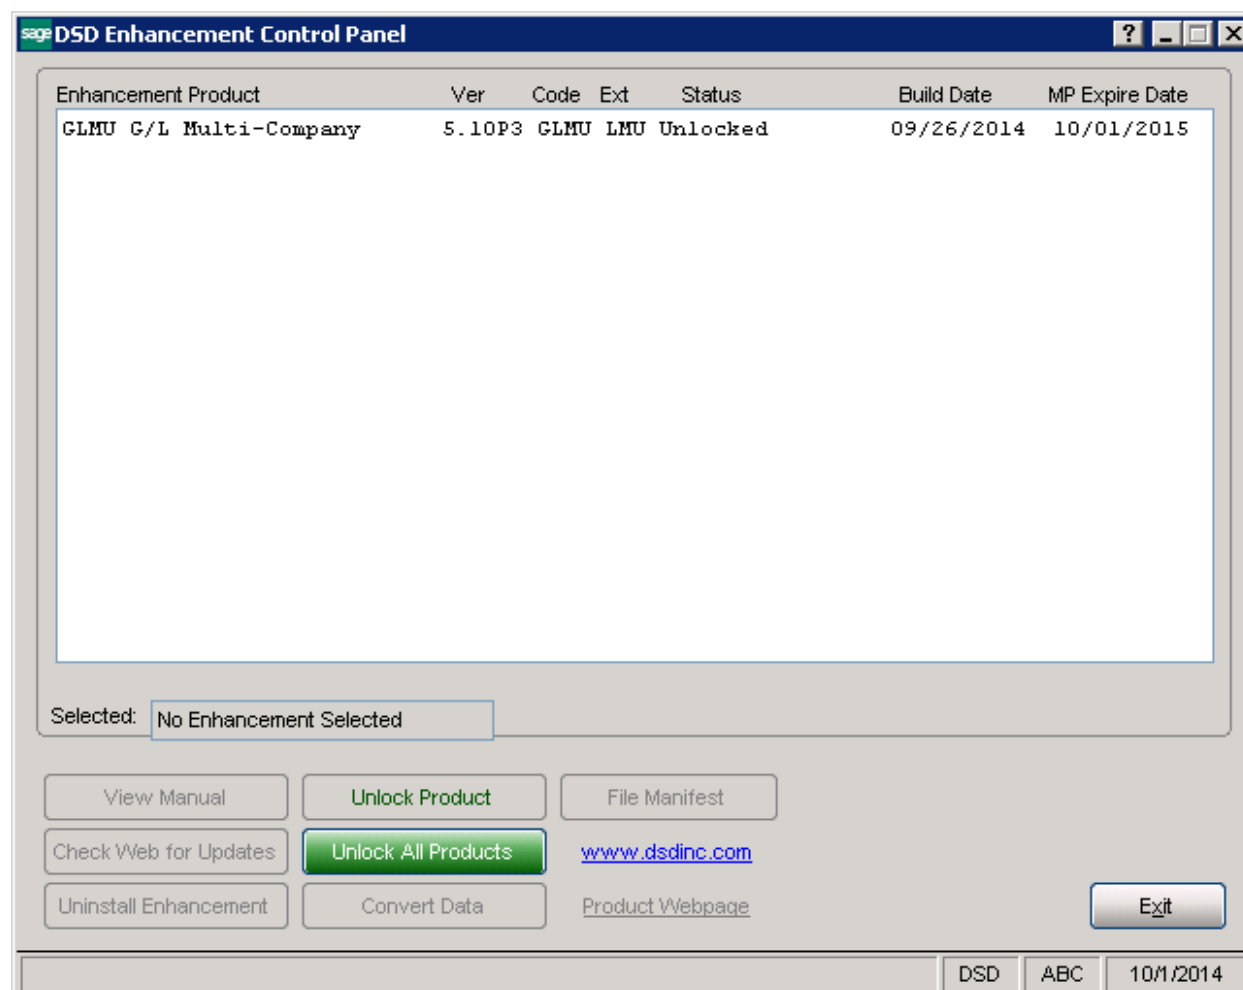 sage DSD Enhancement Control Panel ?
Enhancement Product Ver Code Ext Status Build Date MP Expire Date
GLMU G/L Multi-Company 5.10P3 GLMU LMU Unlocked 09/26/2014 10/01/2015
Selected: No Enhancement Selected
View Manual Unlock Product File Manifest
Check Web for Updates Unlock All Products www.dsdinc.com
Uninstall Enhancement Convert Data Product Webpage Exit
DSD ABC 10/1/2014